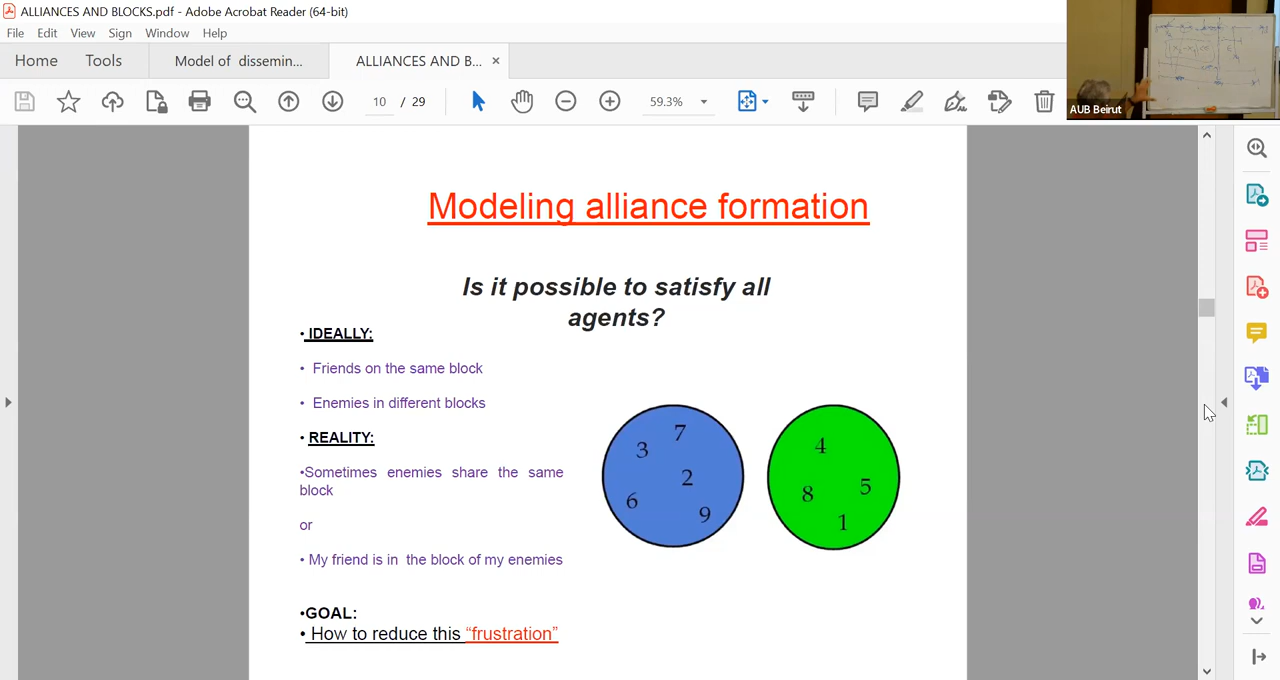 ALLIANCES AND BLOCKS.pdf - Adobe Acrobat Reader (64-bit)
File Edit View Sign Window Help
Home Tools Model of dissemin... ALLIANCES AND B... ×
10 / 29 59.3%
AUB Beirut
Modeling alliance formation
Is it possible to satisfy all
agents?
• IDEALLY:
• Friends on the same block
• Enemies in different blocks
• REALITY:
•Sometimes enemies share the same
block
or
• My friend is in the block of my enemies
•GOAL:
• How to reduce this “frustration”
3 7 2 6 9
4 8 5 1